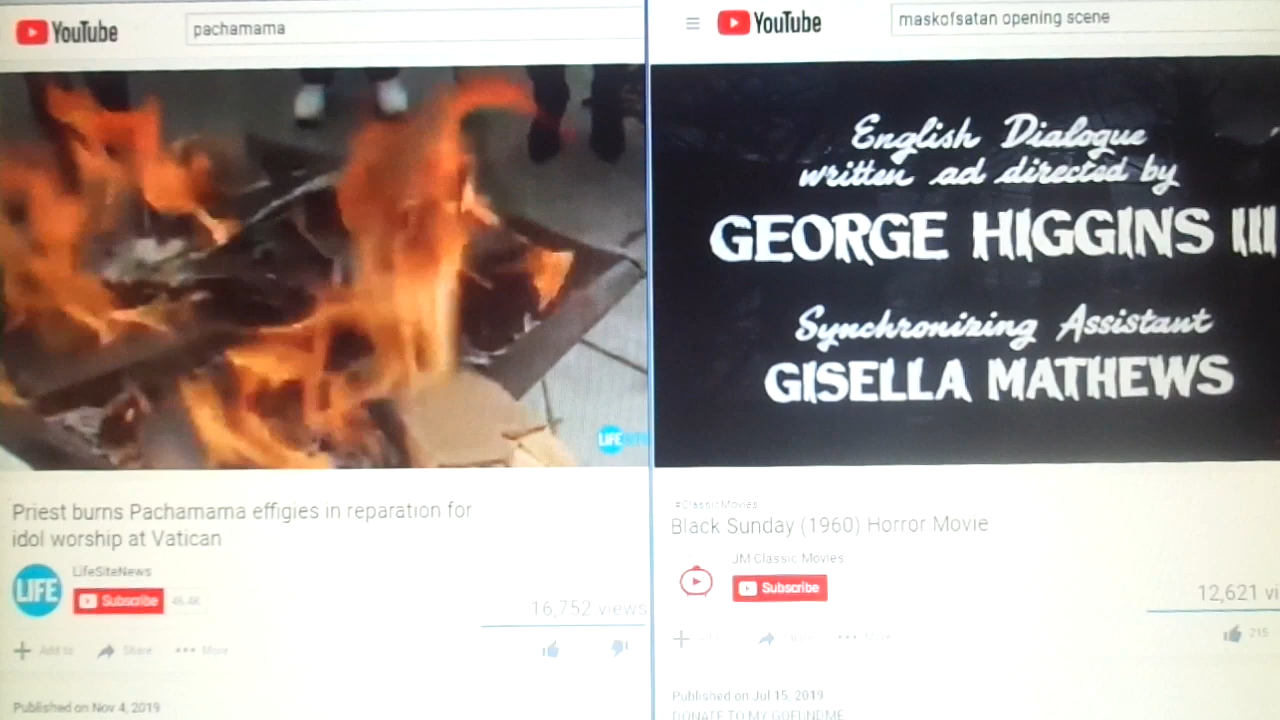 YouTube
pachamama
LIFE
Priest burns Pachamama effigies in reparation for
idol worship at Vatican
LIFE
LifeSiteNews
Subscribe
16,752 views
Add to
Share
More
Published on Nov 4, 2019
YouTube
maskofsatan opening scene
English Dialogue
written ad directed by
GEORGE HIGGINS III
Synchronizing Assistant
GISELLA MATHEWS
#ClassicMovies
Black Sunday (1960) Horror Movie
JM Classic Movies
Subscribe
12,621 vi
215
Published on Jul 15, 2019
DONATE TO MY GOFUNDME